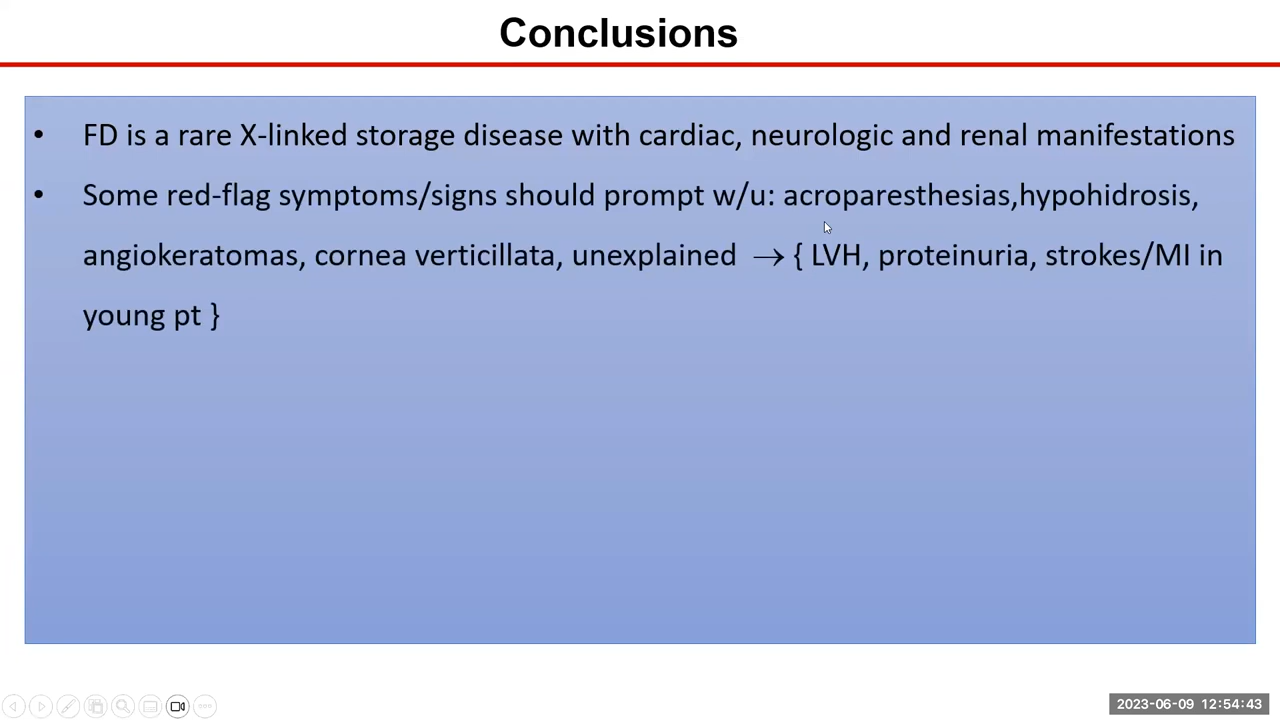 Conclusions
• FD is a rare X-linked storage disease with cardiac, neurologic and renal manifestations
• Some red-flag symptoms/signs should prompt w/u: acroparesthesias,hypohidrosis,
angiokeratomas, cornea verticillata, unexplained → { LVH, proteinuria, strokes/MI in
young pt }
2023-06-09 12:54:43